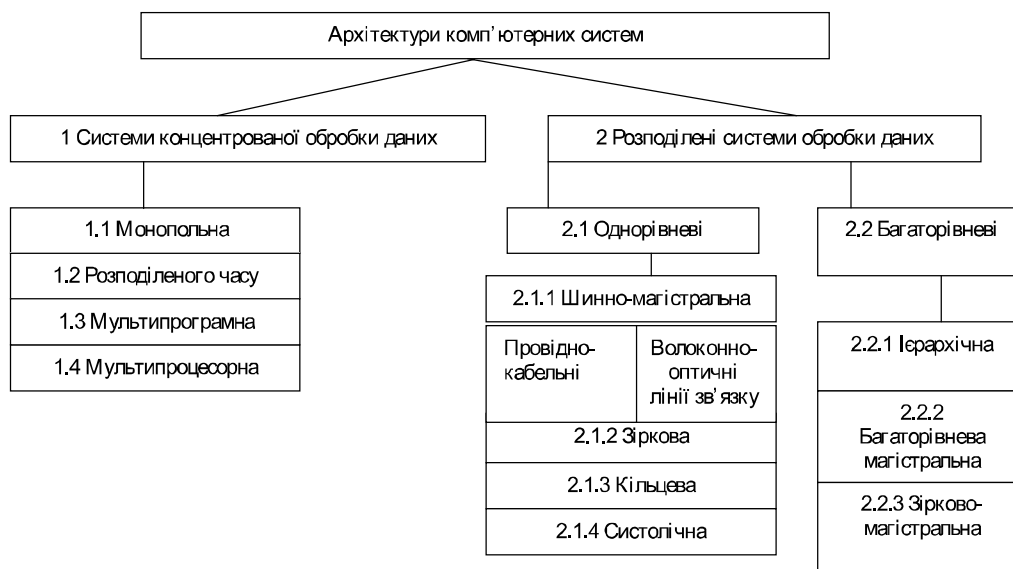 Архітектури комп'ютерних систем
1 Системи концентрованої обробки даних
2 Розподілені системи обробки даних
1.1 Монопольна
1.2 Розподіленого часу
1.3 Мультипрограмна
1.4 Мультипроцесорна
2.1 Однорівневі
2.1.1 Шинно-магістральна
Провідно-
кабельні
Волоконно-
оптичні
лінії зв'язку
2.1.2 Зіркова
2.1.3 Кільцева
2.1.4 Систолічна
2.2 Багаторівневі
2.2.1 Ієрархічна
2.2.2
Багаторівнева
магістральна
2.2.3 Зірково-
магістральна